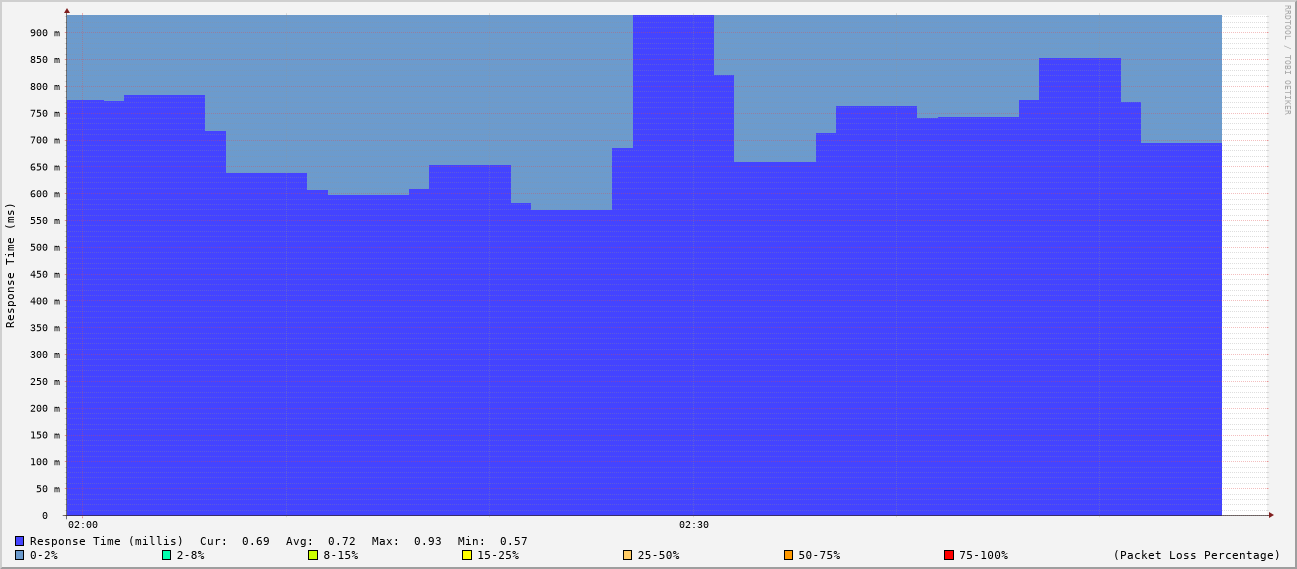 RRDTOOL / TOBI OETIKER
Response Time (ms)
900 m
850 m
800 m
750 m
700 m
650 m
600 m
550 m
500 m
450 m
400 m
350 m
300 m
250 m
200 m
150 m
100 m
50 m
0
02:00 02:30
Response Time (millis) Cur: 0.69 Avg: 0.72 Max: 0.93 Min: 0.57
0-2% 2-8% 8-15% 15-25% 25-50% 50-75% 75-100% (Packet Loss Percentage)